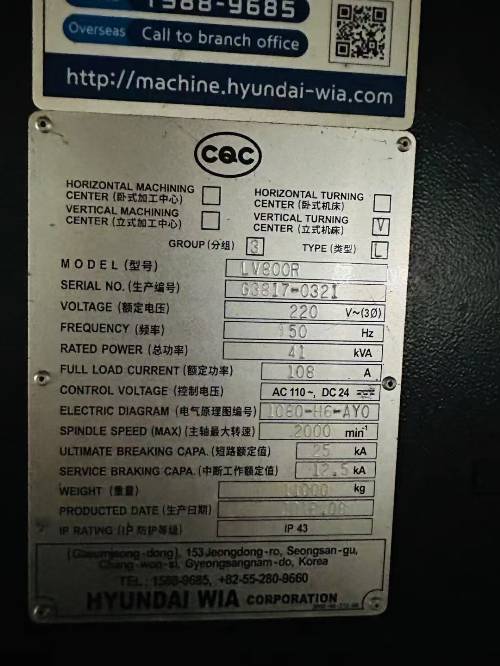 1588-9685
Overseas Call to branch office
http://machine.hyundai-wia.com
CQC
HORIZONTAL MACHINING CENTER (卧式加工中心)
HORIZONTAL TURNING CENTER (卧式机床)
VERTICAL MACHINING CENTER (立式加工中心)
VERTICAL TURNING CENTER (立式机床) V
GROUP (分组) 3 TYPE (类型) L
MODEL (型号) LV800R
SERIAL NO. (生产编号) G3817-0321
VOLTAGE (额定电压) 220 V~(3Ø)
FREQUENCY (频率) 50 Hz
RATED POWER (总功率) 41 kVA
FULL LOAD CURRENT (额定功率) 108 A
CONTROL VOLTAGE (控制电压) AC 110 ~, DC 24
ELECTRIC DIAGRAM (电气原理图编号) 1080-H6-AY0
SPINDLE SPEED (MAX) (主轴最大转速) 2000 min⁻¹
ULTIMATE BREAKING CAPA. (短路额定值) 25 kA
SERVICE BRAKING CAPA. (中断工作额定值) 12.5 kA
WEIGHT (重量) 14000 kg
PRODUCTED DATE (生产日期)
IP RATING (IP 防护等级) IP 43
153 Jeongdong-ro, Seongsan-gu,
Chang-won-si, Gyeongsangnam-do, Korea
TEL : 1588-9685, +82-55-280-9660
HYUNDAI WIA CORPORATION